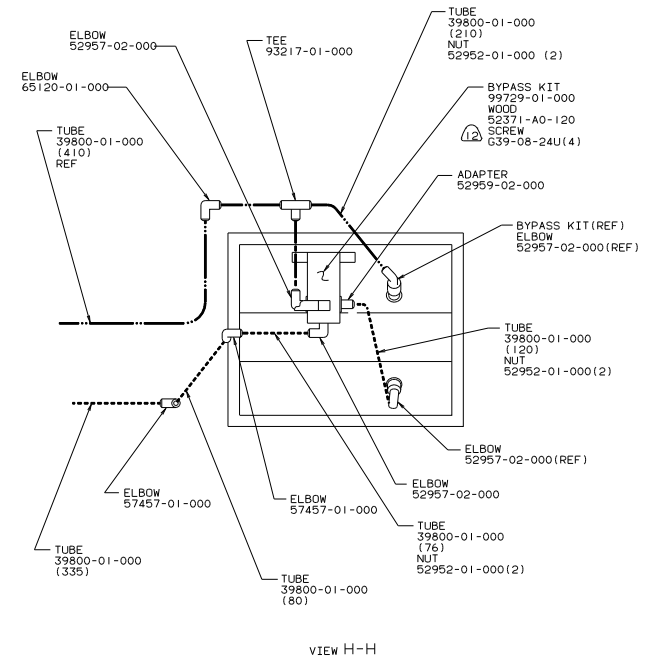 TUBE
39800-01-000
(210)
NUT
52952-01-000 (2)
ELBOW
52957-02-000
TEE
93217-01-000
ELBOW
65120-01-000
BYPASS KIT
99729-01-000
WOOD
52371-A0-120
12 SCREW
G39-08-24U(4)
TUBE
39800-01-000
(410)
REF
ADAPTER
52959-02-000
BYPASS KIT(REF)
ELBOW
52957-02-000(REF)
TUBE
39800-01-000
(120)
NUT
52952-01-000(2)
ELBOW
52957-02-000(REF)
ELBOW
52957-02-000
ELBOW
57457-01-000
ELBOW
57457-01-000
TUBE
39800-01-000
(76)
NUT
52952-01-000(2)
TUBE
39800-01-000
(335)
TUBE
39800-01-000
(80)
VIEW H-H